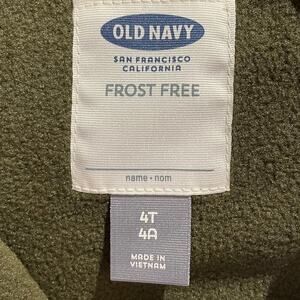 OLD NAVY
SAN FRANCISCO
CALIFORNIA
FROST FREE
name • nom
4T
4A
MADE IN
VIETNAM